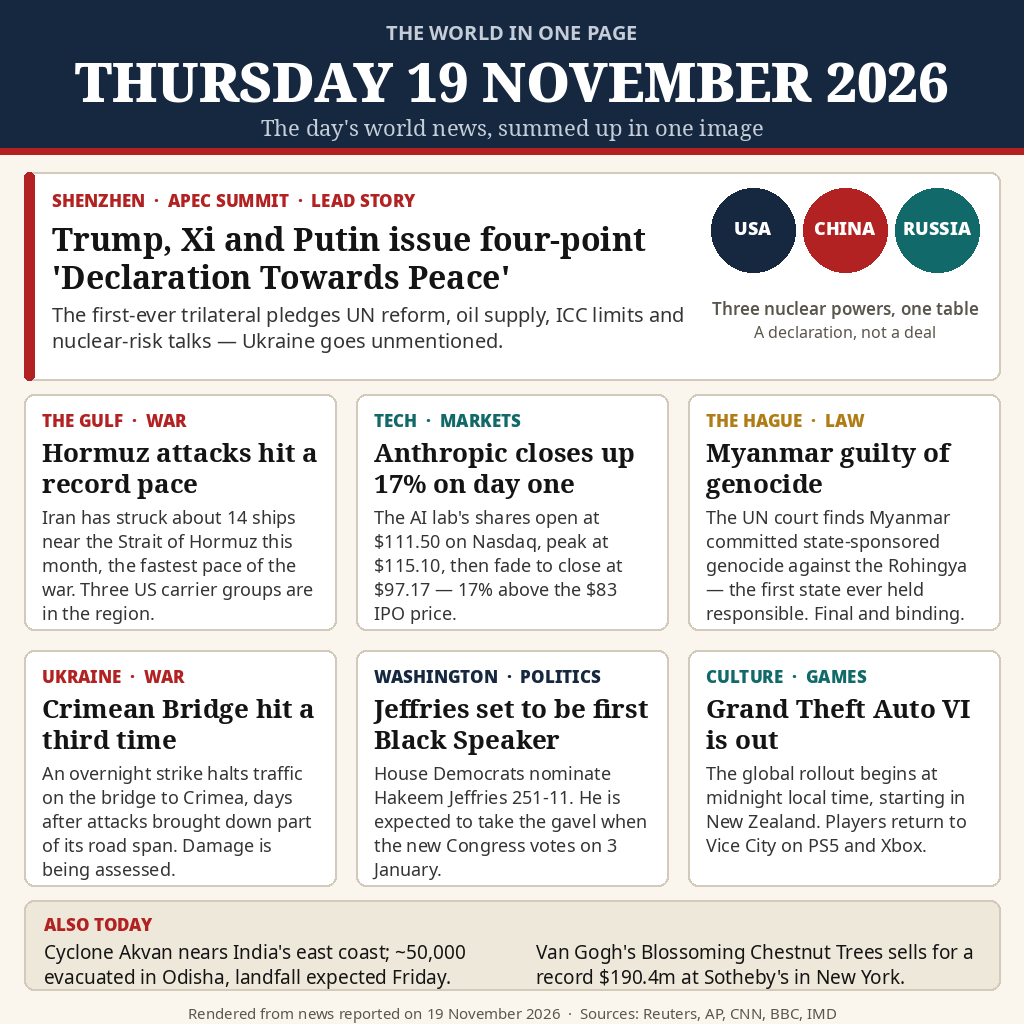 THE WORLD IN ONE PAGE
THURSDAY 19 NOVEMBER 2026
The day's world news, summed up in one image
SHENZHEN · APEC SUMMIT · LEAD STORY
Trump, Xi and Putin issue four-point
'Declaration Towards Peace'
The first-ever trilateral pledges UN reform, oil supply, ICC limits and
nuclear-risk talks — Ukraine goes unmentioned.
USA
CHINA
RUSSIA
Three nuclear powers, one table
A declaration, not a deal
THE GULF · WAR
Hormuz attacks hit a
record pace
Iran has struck about 14 ships
near the Strait of Hormuz this
month, the fastest pace of the
war. Three US carrier groups are
in the region.
TECH · MARKETS
Anthropic closes up
17% on day one
The AI lab's shares open at
$111.50 on Nasdaq, peak at
$115.10, then fade to close at
$97.17 — 17% above the $83
IPO price.
THE HAGUE · LAW
Myanmar guilty of
genocide
The UN court finds Myanmar
committed state-sponsored
genocide against the Rohingya
— the first state ever held
responsible. Final and binding.
UKRAINE · WAR
Crimean Bridge hit a
third time
An overnight strike halts traffic
on the bridge to Crimea, days
after attacks brought down part
of its road span. Damage is
being assessed.
WASHINGTON · POLITICS
Jeffries set to be first
Black Speaker
House Democrats nominate
Hakeem Jeffries 251-11. He is
expected to take the gavel when
the new Congress votes on 3
January.
CULTURE · GAMES
Grand Theft Auto VI
is out
The global rollout begins at
midnight local time, starting in
New Zealand. Players return to
Vice City on PS5 and Xbox.
ALSO TODAY
Cyclone Akvan nears India's east coast; ~50,000
evacuated in Odisha, landfall expected Friday.
Van Gogh's Blossoming Chestnut Trees sells for a
record $190.4m at Sotheby's in New York.
Rendered from news reported on 19 November 2026 · Sources: Reuters, AP, CNN, BBC, IMD